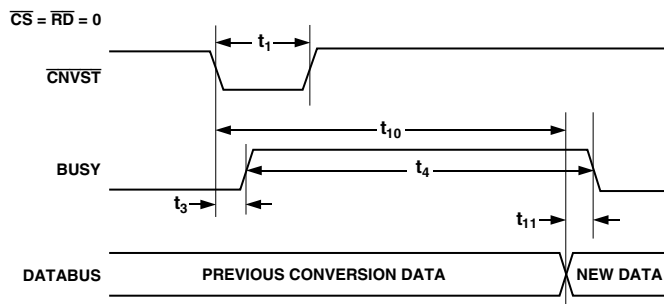 CS = RD = 0
t1
CNVST
t10
BUSY
t4
t3
t11
DATABUS
PREVIOUS CONVERSION DATA
NEW DATA